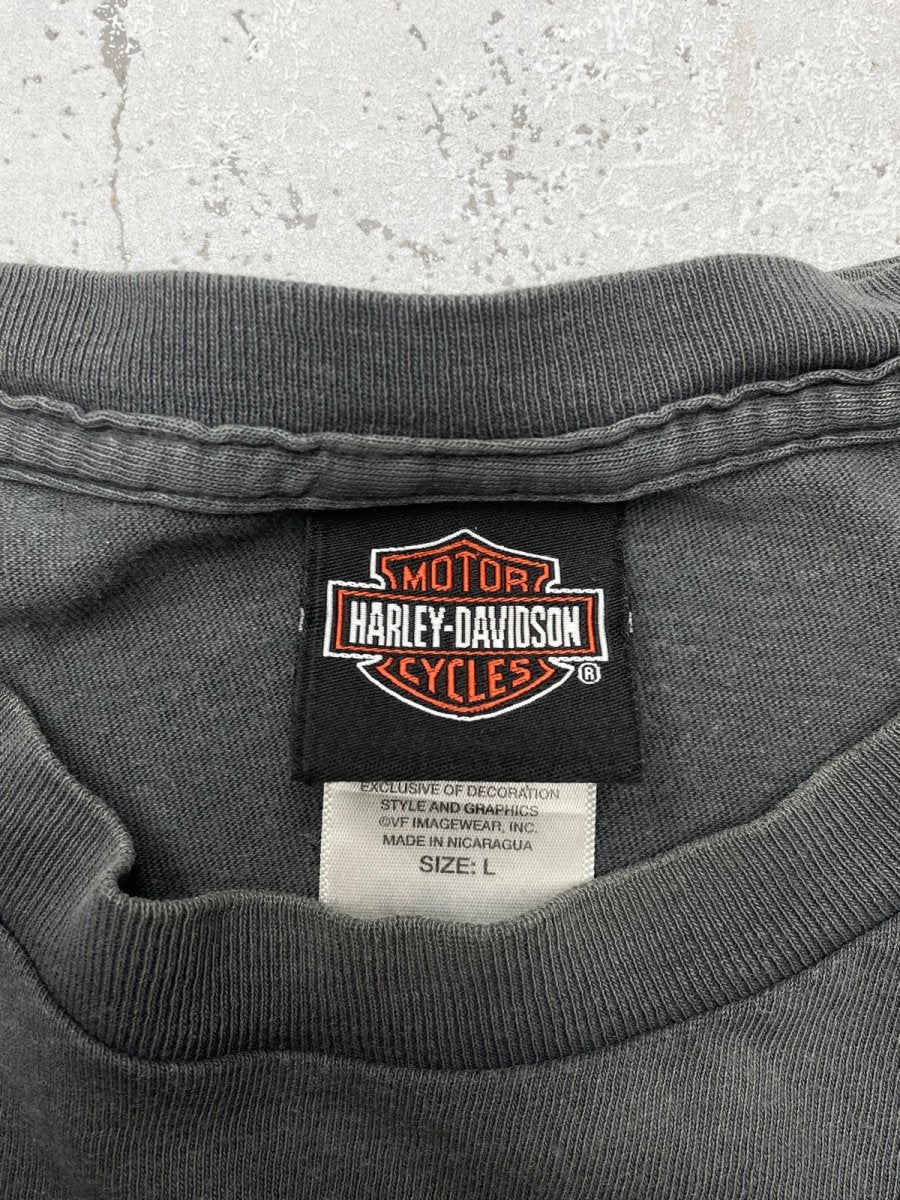 MOTOR
HARLEY-DAVIDSON
CYCLES
®
EXCLUSIVE OF DECORATION
STYLE AND GRAPHICS
©VF IMAGEWEAR, INC.
MADE IN NICARAGUA
SIZE: L